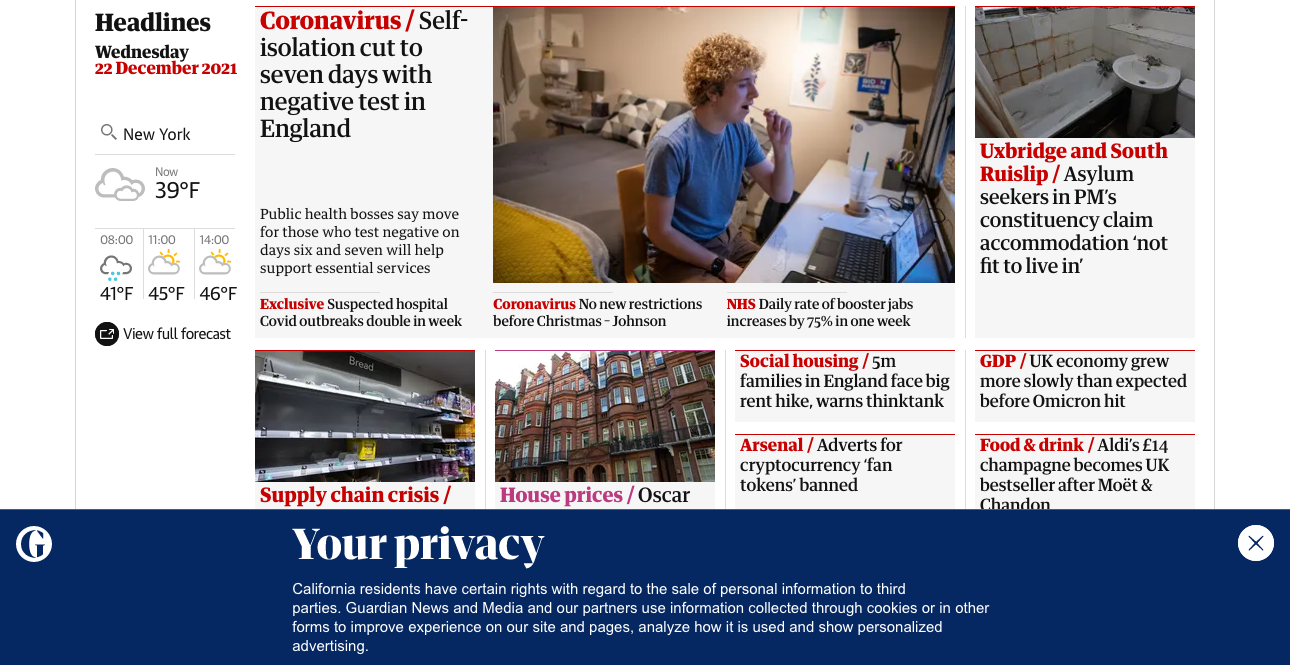 Headlines
Wednesday
22 December 2021
New York
Now
39°F
08:00
11:00
14:00
41°F
45°F
46°F
View full forecast
Coronavirus / Self-
isolation cut to
seven days with
negative test in
England
Public health bosses say move
for those who test negative on
days six and seven will help
support essential services
Exclusive Suspected hospital
Covid outbreaks double in week
Coronavirus No new restrictions
before Christmas – Johnson
NHS Daily rate of booster jabs
increases by 75% in one week
BIDEN
HARRIS
Uxbridge and South
Ruislip / Asylum
seekers in PM’s
constituency claim
accommodation ‘not
fit to live in’
Bread
Supply chain crisis /
House prices / Oscar
Social housing / 5m
families in England face big
rent hike, warns thinktank
Arsenal / Adverts for
cryptocurrency ‘fan
tokens’ banned
GDP / UK economy grew
more slowly than expected
before Omicron hit
Food & drink / Aldi’s £14
champagne becomes UK
bestseller after Moët &
Chandon
G
Your privacy
California residents have certain rights with regard to the sale of personal information to third
parties. Guardian News and Media and our partners use information collected through cookies or in other
forms to improve experience on our site and pages, analyze how it is used and show personalized
advertising.